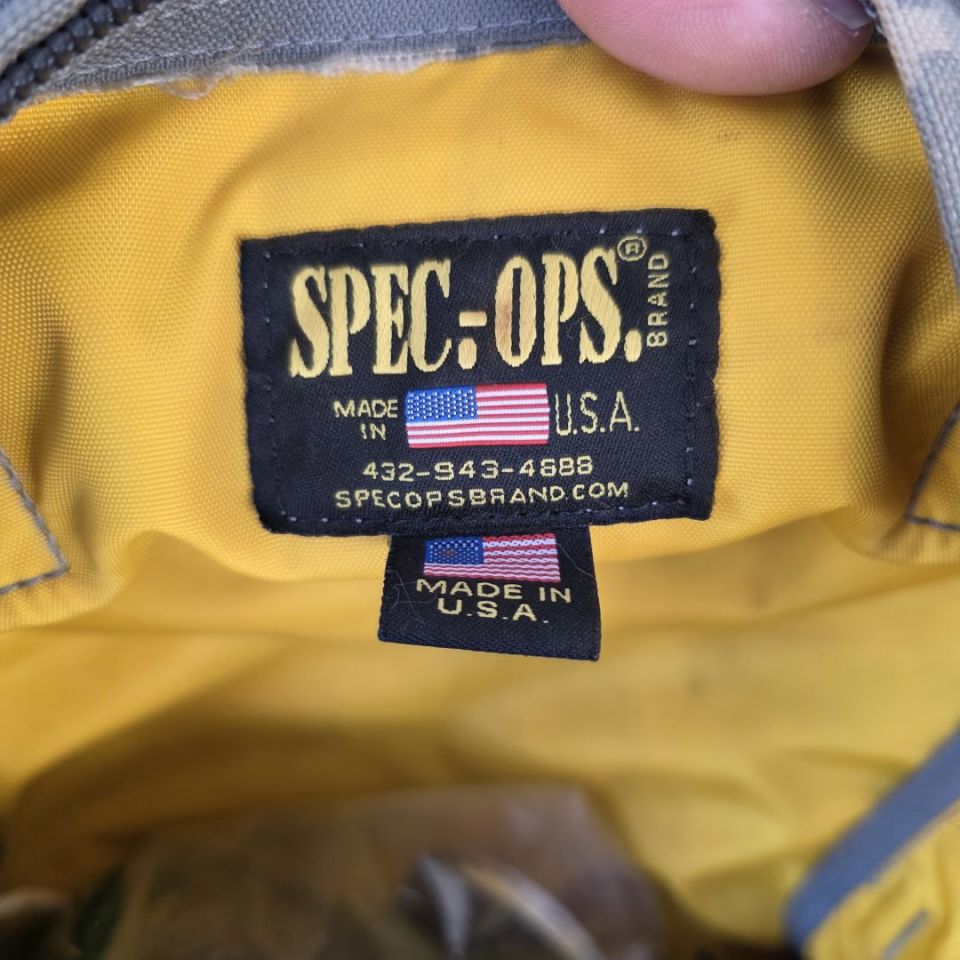 SPEC.-OPS.® BRAND
MADE IN U.S.A.
432-943-4888
SPECOPSBRAND.COM
MADE IN
U.S.A.